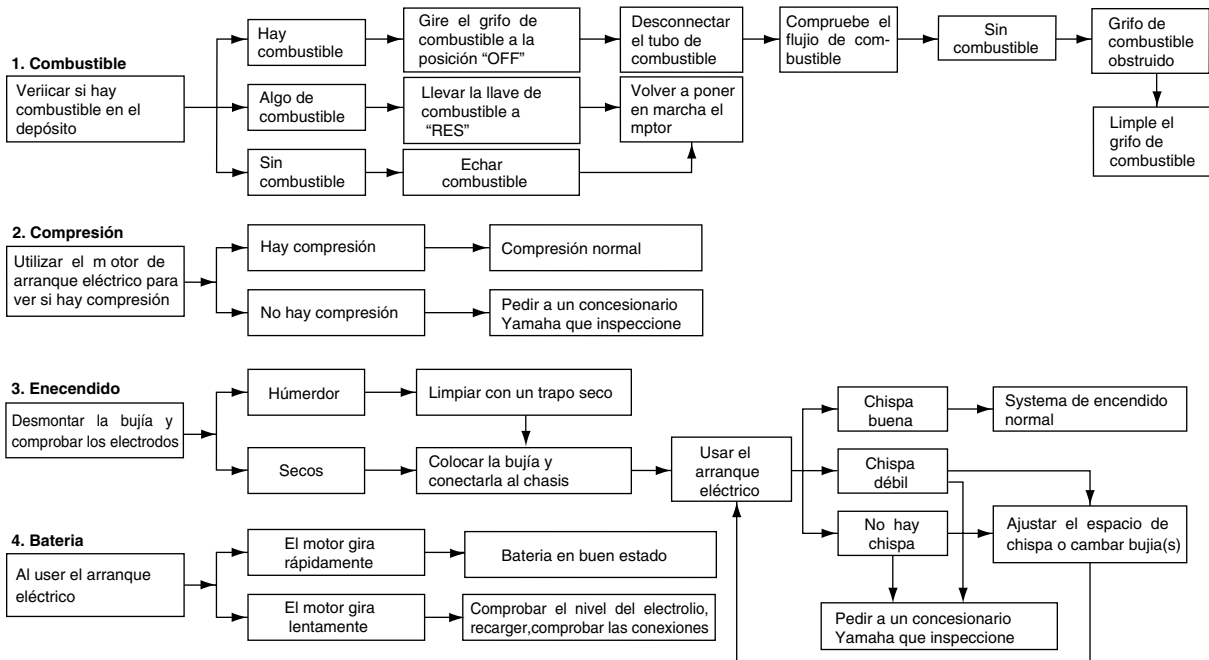 1. Combustible
Veriicar si hay
combustible en el
depósito
Hay
combustible
Gire el grifo de
combustible a la
posición “OFF”
Desconnectar
el tubo de
combustible
Compruebe el
flujo de com-
bustible
Sin
combustible
Grifo de
combustible
obstruido
Limple el
grifo de
combustible
Algo de
combustible
Llevar la llave de
combustible a
“RES”
Volver a poner
en marcha el
mptor
Sin
combustible
Echar
combustible
2. Compresión
Utilizar el m otor de
arranque eléctrico para
ver si hay compresión
Hay compresión
Compresión normal
No hay compresión
Pedir a un concesionario
Yamaha que inspeccione
3. Enecendido
Desmontar la bujía y
comprobar los electrodos
Húmerdor
Limpiar con un trapo seco
Secos
Colocar la bujía y
conectarla al chasis
Usar el
arranque
eléctrico
Chispa
buena
Systema de encendido
normal
Chispa
débil
No hay
chispa
Ajustar el espacio de
chispa o cambar bujia(s)
Pedir a un concesionario
Yamaha que inspeccione
4. Bateria
Al user el arranque
eléctrico
El motor gira
rápidamente
Bateria en buen estado
El motor gira
lentamente
Comprobar el nivel del electrolio,
recarger,comprobar las conexiones